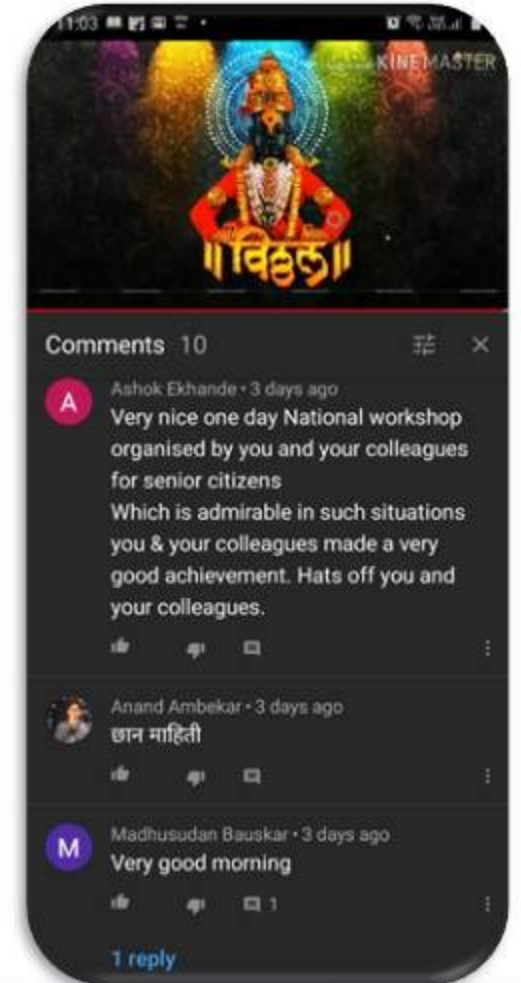 11:03
KINEMASTER
॥विठ्ठल॥
Comments 10
Ashok Ekhande • 3 days ago
Very nice one day National workshop
organised by you and your colleagues
for senior citizens
Which is admirable in such situations
you & your colleagues made a very
good achievement. Hats off you and
your colleagues.
Anand Ambekar • 3 days ago
छान माहिती
Madhusudan Bauskar • 3 days ago
Very good morning
1
1 reply
A
M